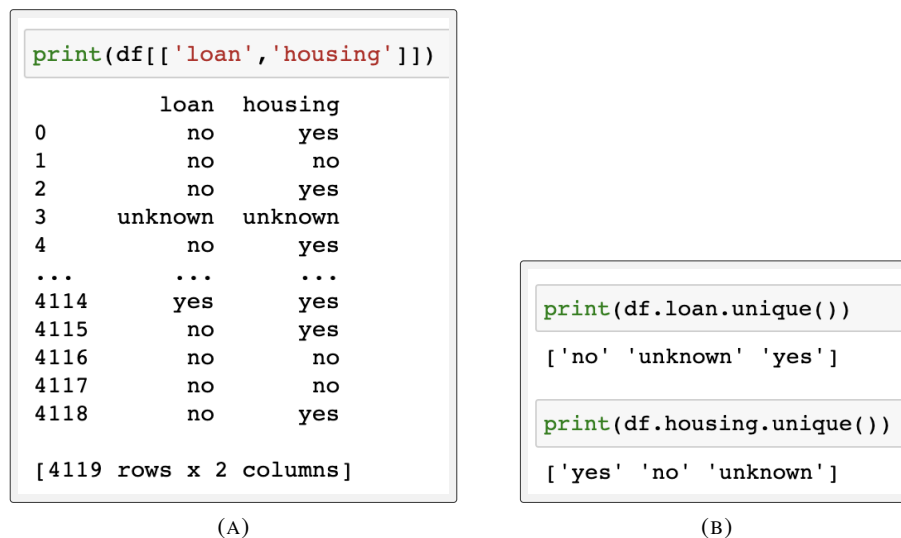 print(df[['loan','housing']])
loan housing
0 no yes
1 no no
2 no yes
3 unknown unknown
4 no yes
... ... ...
4114 yes yes
4115 no yes
4116 no no
4117 no no
4118 no yes
[4119 rows x 2 columns]
(A)
print(df.loan.unique())
['no' 'unknown' 'yes']
print(df.housing.unique())
['yes' 'no' 'unknown']
(B)